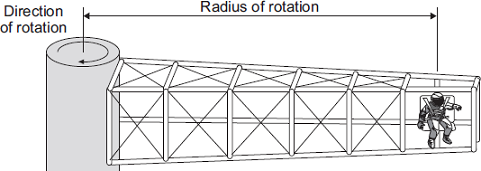 Direction
of rotation
Radius of rotation